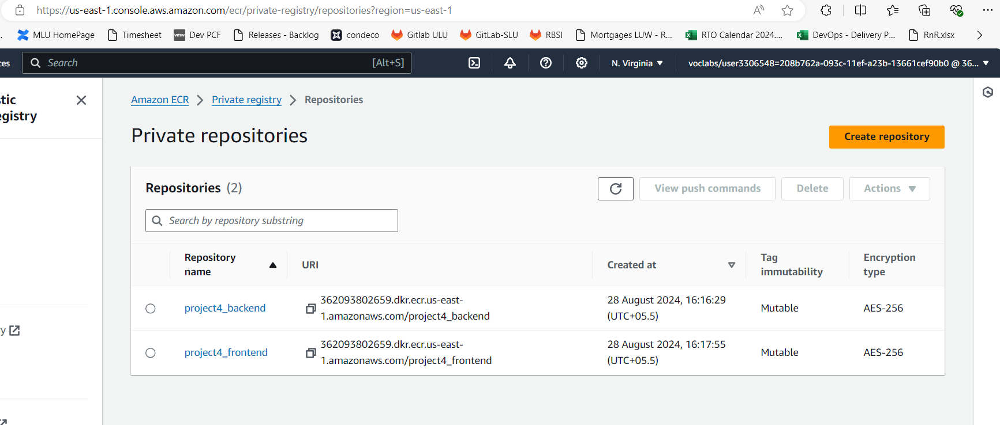 https://us-east-1.console.aws.amazon.com/ecr/private-registry/repositories?region=us-east-1
MLU HomePage Timesheet vmw Dev PCF Releases - Backlog condeco Gitlab ULU GitLab-SLU RBSI Mortgages LUW - R... RTO Calendar 2024.... DevOps - Delivery P... RnR.xlsx
ces Search [Alt+S] N. Virginia voclabs/user3306548=208b762a-093c-11ef-a23b-13661cef90b0 @ 36...
stic
egistry
y
Amazon ECR Private registry Repositories
Private repositories
Create repository
Repositories (2)
View push commands Delete Actions
Search by repository substring
Repository name URI Created at Tag immutability Encryption type
project4_backend 362093802659.dkr.ecr.us-east-1.amazonaws.com/project4_backend 28 August 2024, 16:16:29 (UTC+05.5) Mutable AES-256
project4_frontend 362093802659.dkr.ecr.us-east-1.amazonaws.com/project4_frontend 28 August 2024, 16:17:55 (UTC+05.5) Mutable AES-256